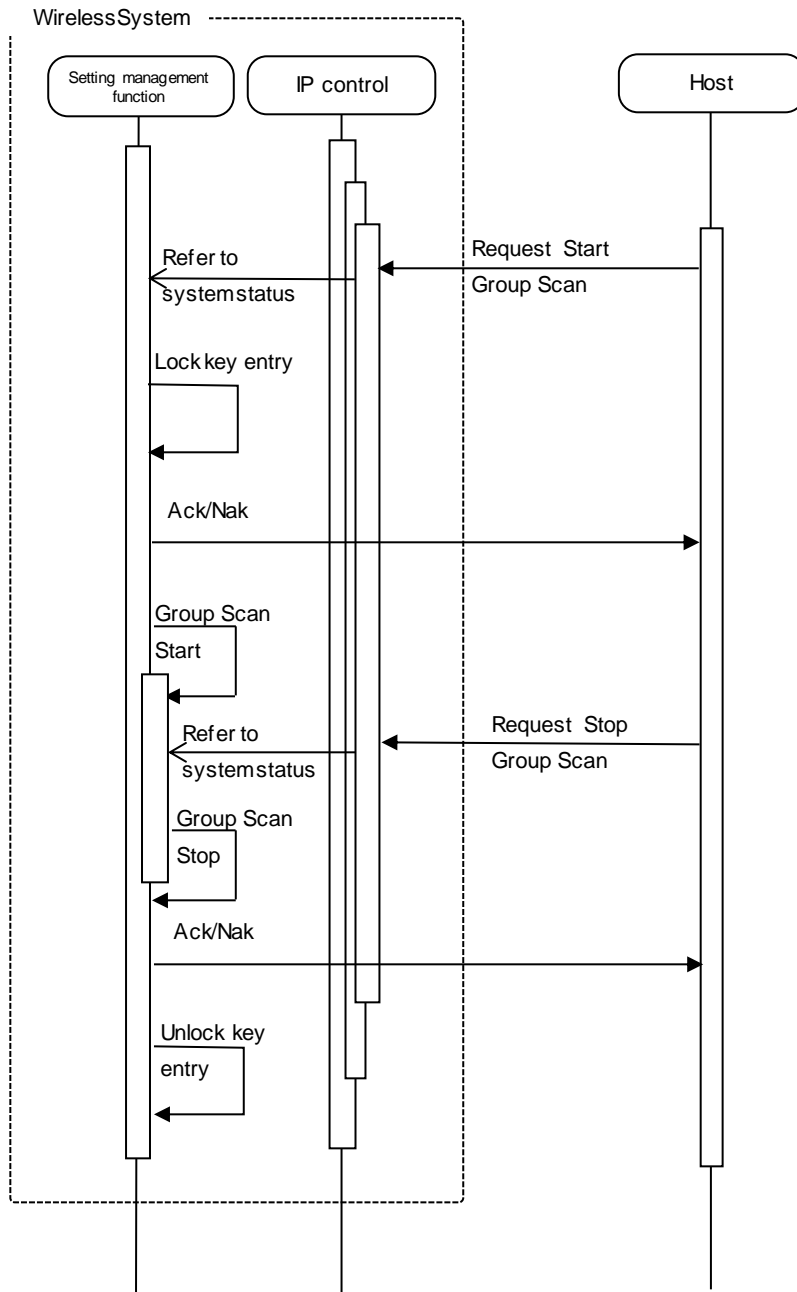 WirelessSystem
Setting management
function
IP control
Host
Request Start
Group Scan
Refer to
systemstatus
Lock key entry
Ack/Nak
Group Scan
Start
Request Stop
Group Scan
Refer to
systemstatus
Group Scan
Stop
Ack/Nak
Unlock key
entry